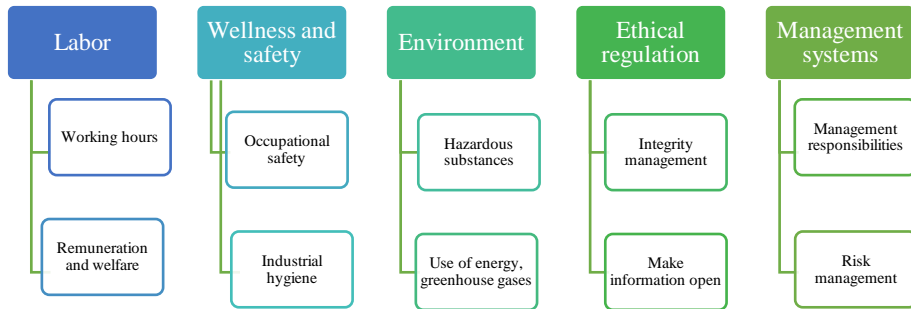 Labor
Working hours
Remuneration
and welfare
Wellness and
safety
Occupational
safety
Industrial
hygiene
Environment
Hazardous
substances
Use of energy,
greenhouse gases
Ethical
regulation
Integrity
management
Make
information open
Management
systems
Management
responsibilities
Risk
management